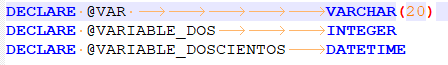 DECLARE @VAR VARCHAR(20)
DECLARE @VARIABLE_DOS INTEGER
DECLARE @VARIABLE_DOSCIENTOS DATETIME